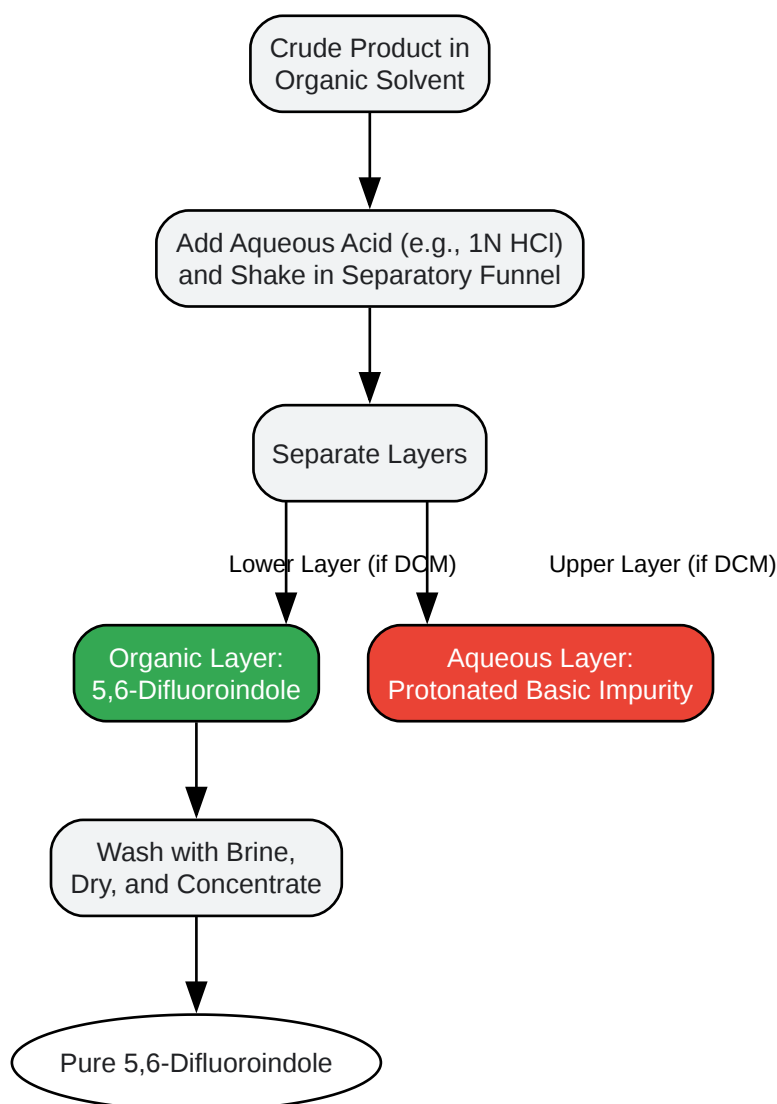 Crude Product in
Organic Solvent
Add Aqueous Acid (e.g., 1N HCl)
and Shake in Separatory Funnel
Separate Layers
Lower Layer (if DCM)
Upper Layer (if DCM)
Organic Layer:
5,6-Difluoroindole
Aqueous Layer:
Protonated Basic Impurity
Wash with Brine,
Dry, and Concentrate
Pure 5,6-Difluoroindole